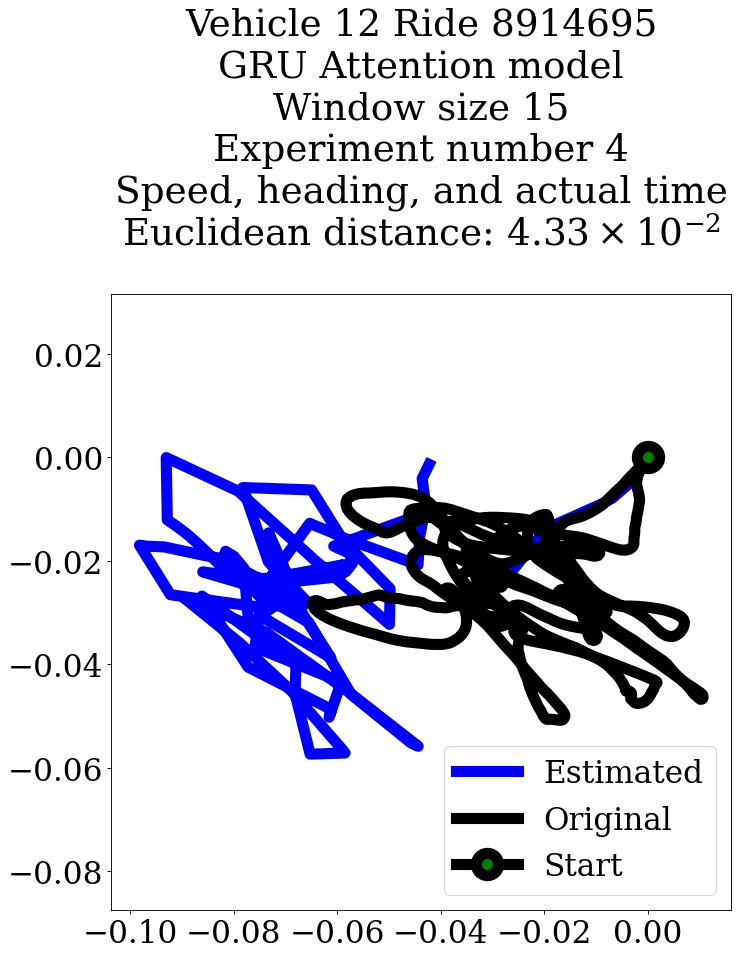 Vehicle 12 Ride 8914695
GRU Attention model
Window size 15
Experiment number 4
Speed, heading, and actual time
Euclidean distance: 4.33 × 10⁻²
0.02
0.00
−0.02
−0.04
−0.06
−0.08
Estimated
Original
Start
−0.10 −0.08 −0.06 −0.04 −0.02 0.00